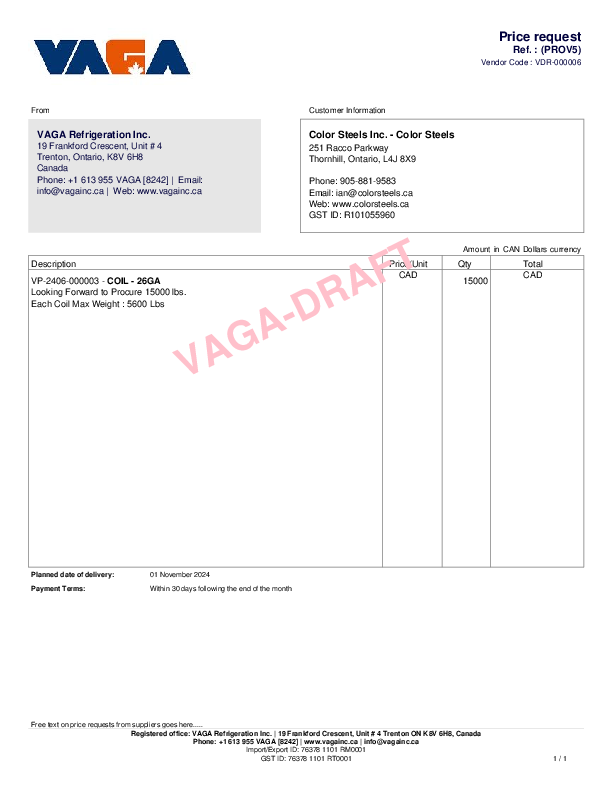 VAGA
Price request
Ref. : (PROV5)
Vendor Code : VDR-000006
From
Customer Information
VAGA Refrigeration Inc.
19 Frankford Crescent, Unit # 4
Trenton, Ontario, K8V 6H8
Canada
Phone: +1 613 955 VAGA [8242] | Email:
info@vagainc.ca | Web: www.vagainc.ca
Color Steels Inc. - Color Steels
251 Racco Parkway
Thornhill, Ontario, L4J 8X9
Phone: 905-881-9583
Email: ian@colorsteels.ca
Web: www.colorsteels.ca
GST ID: R101055960
Amount in CAN Dollars currency
Description Price/Unit Qty Total
CAD CAD
VP-2406-000003 - COIL - 26GA 15000
Looking Forward to Procure 15000 lbs.
Each Coil Max Weight : 5600 Lbs
VAGA-DRAFT
Planned date of delivery: 01 November 2024
Payment Terms: Within 30 days following the end of the month
Free text on price requests from suppliers goes here.....
Registered office: VAGA Refrigeration Inc. | 19 Frankford Crescent, Unit # 4 Trenton ON K8V 6H8, Canada
Phone: +1 613 955 VAGA [8242] | www.vagainc.ca | info@vagainc.ca
Import/Export ID: 76378 1101 RM0001
GST ID: 76378 1101 RT0001 1 / 1